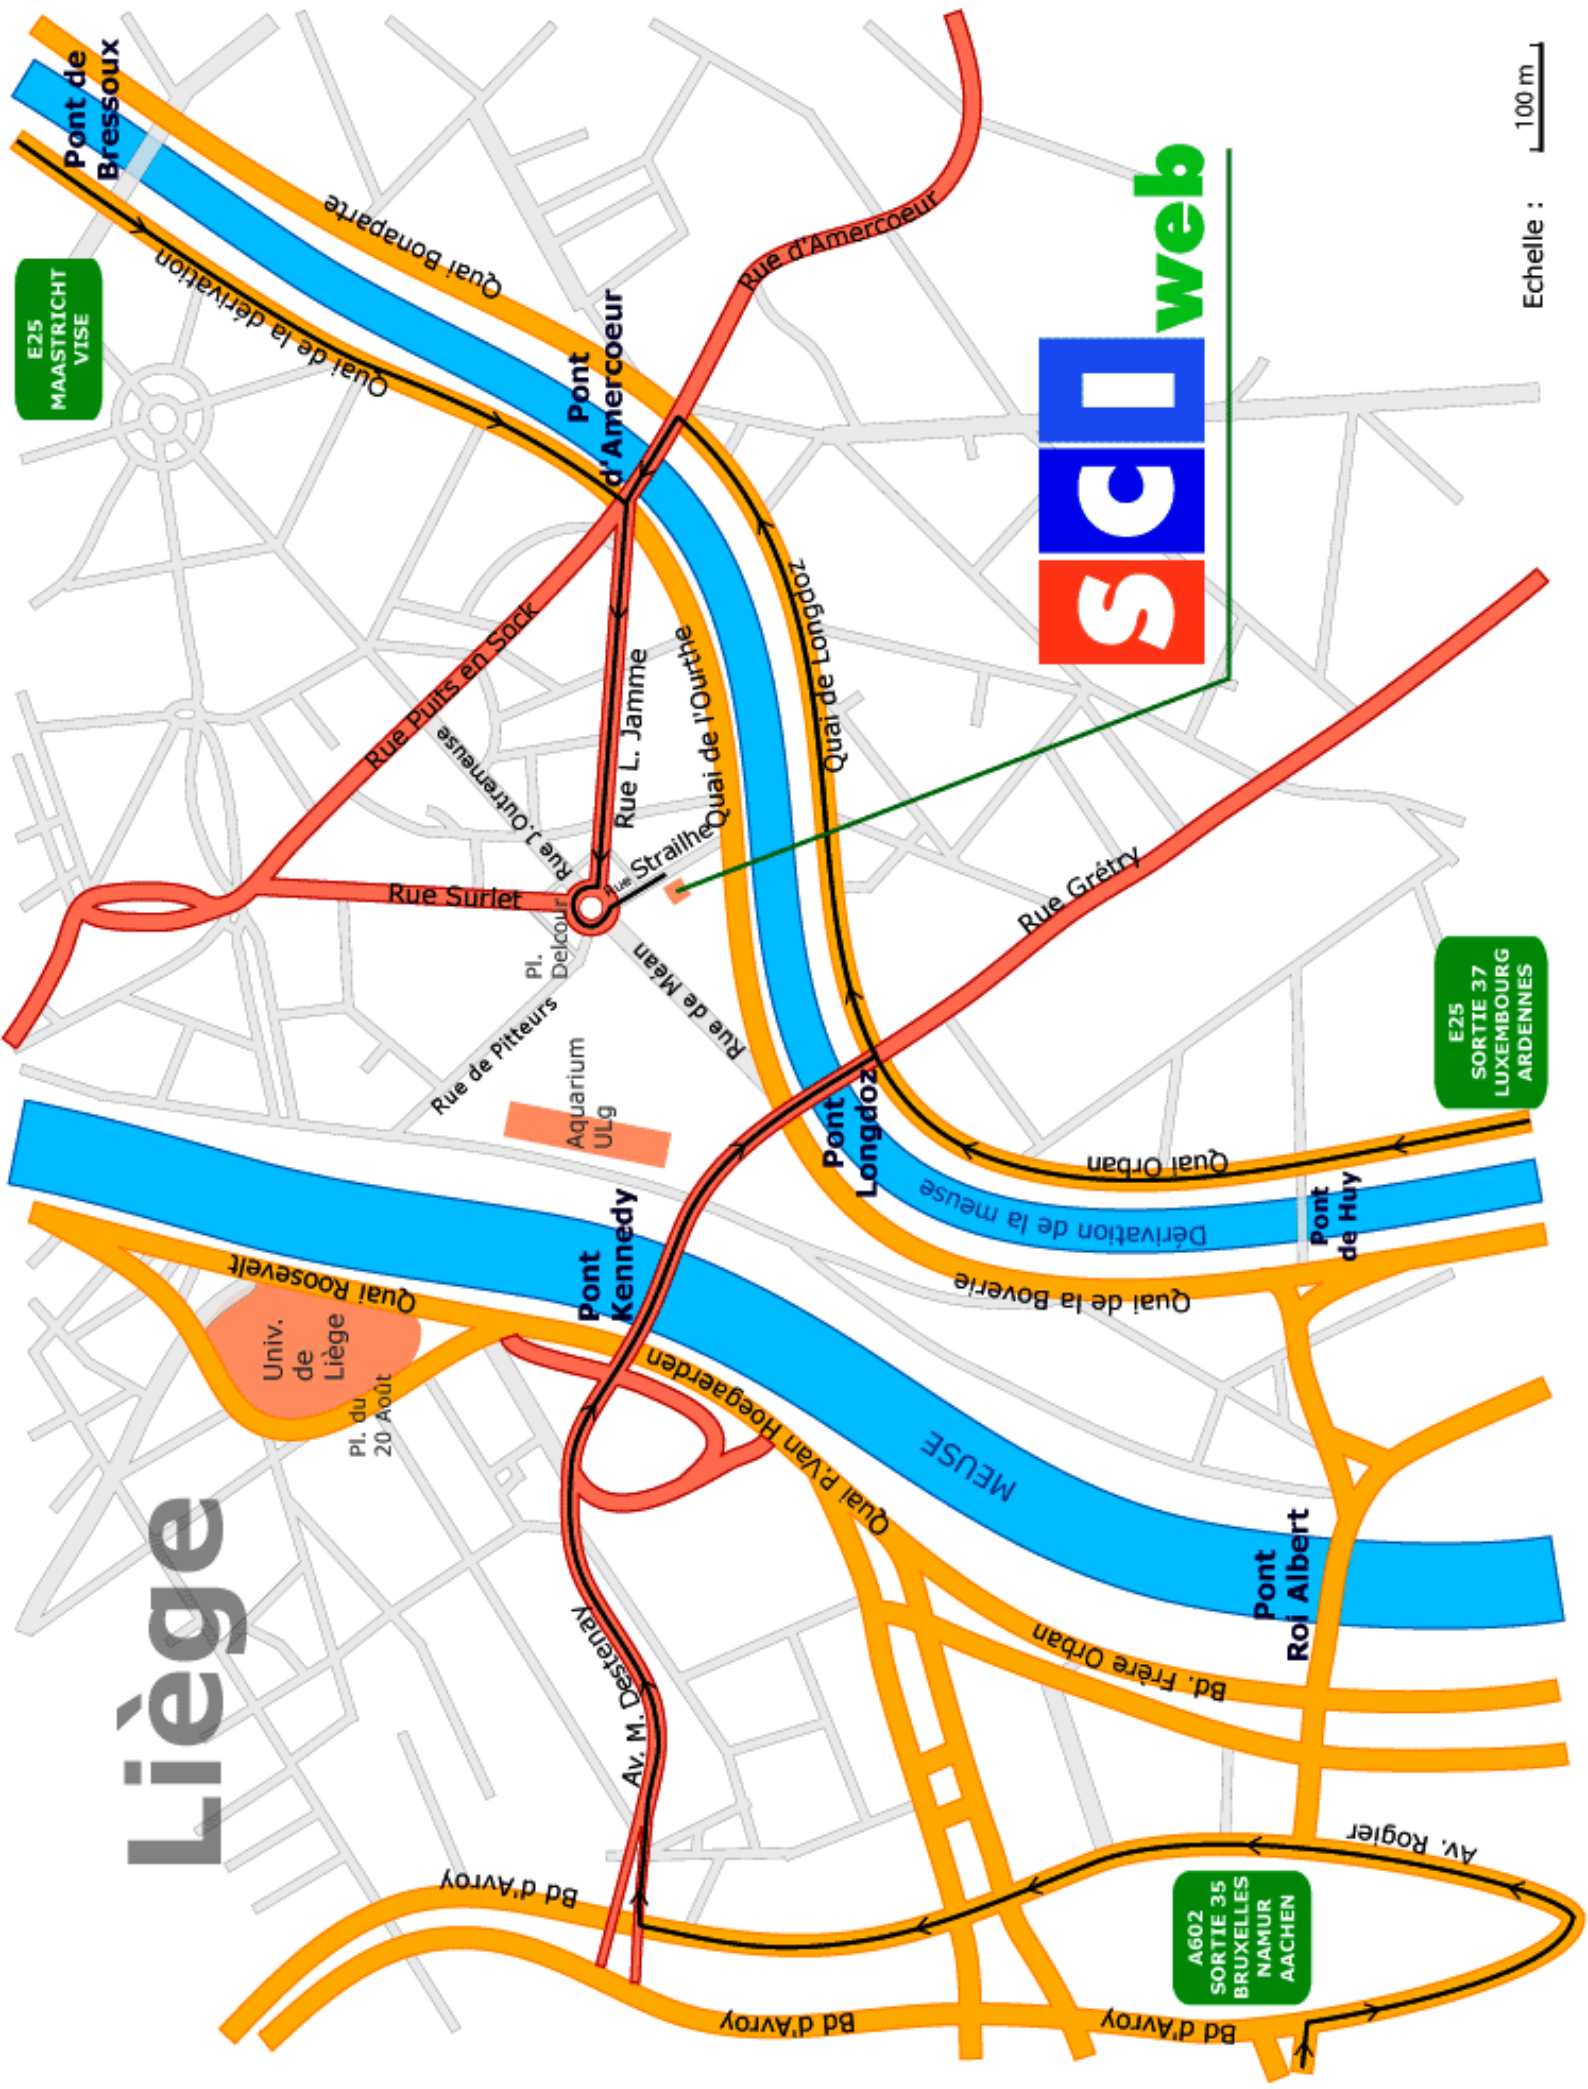 Liège
A602
SORTIE 35
BRUXELLES
NAMUR
AACHEN
Bd d'Avroy
Bd d'Avroy
Bd d'Avroy
Av. Rogier
Av. M. Destenay
Bd. Frère Orban
Quai P.Van Hoegaerden
Quai Roosevelt
Pl. du
20 Août
Univ.
de
Liège
Pont
Kennedy
Pont
Roi Albert
MEUSE
Aquarium
ULg
Rue de Pitteurs
Rue de Méan
Pl.
Delcour
Rue Surlet
Rue J.Outremeuse
Rue Puits en Sock
Rue L. Jamme
Rue Strailhe
Quai de l'Ourthe
Quai de la Boverie
Dérivation de la meuse
Pont
de Huy
Quai Orban
Pont
Longdoz
Quai de Longdoz
Rue Grétry
E25
SORTIE 37
LUXEMBOURG
ARDENNES
E25
MAASTRICHT
VISE
Quai de la dérivation
Pont
d'Amercoeur
Rue d'Amercoeur
Quai Bonaparte
Pont de
Bressoux
SCI web
Echelle : 100 m